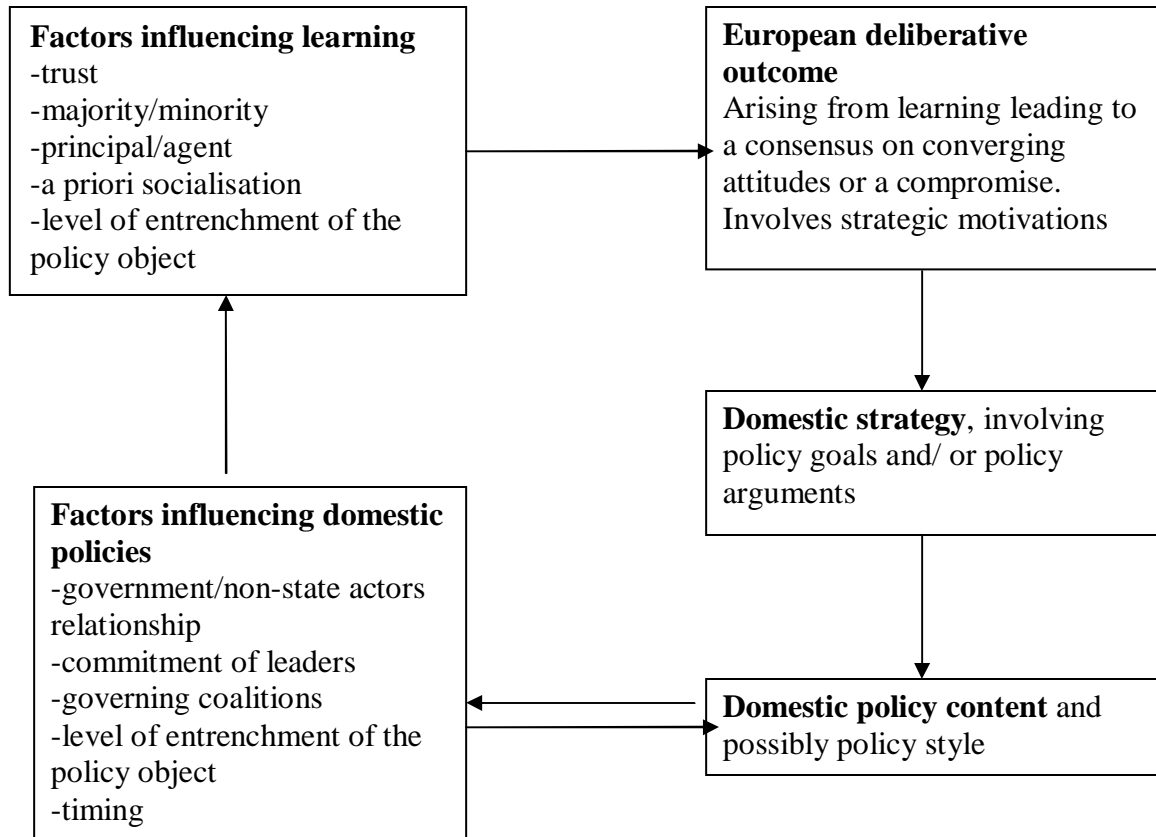 Factors influencing learning
-trust
-majority/minority
-principal/agent
-a priori socialisation
-level of entrenchment of the
policy object
European deliberative
outcome
Arising from learning leading to
a consensus on converging
attitudes or a compromise.
Involves strategic motivations
Domestic strategy, involving
policy goals and/ or policy
arguments
Factors influencing domestic
policies
-government/non-state actors
relationship
-commitment of leaders
-governing coalitions
-level of entrenchment of the
policy object
-timing
Domestic policy content and
possibly policy style